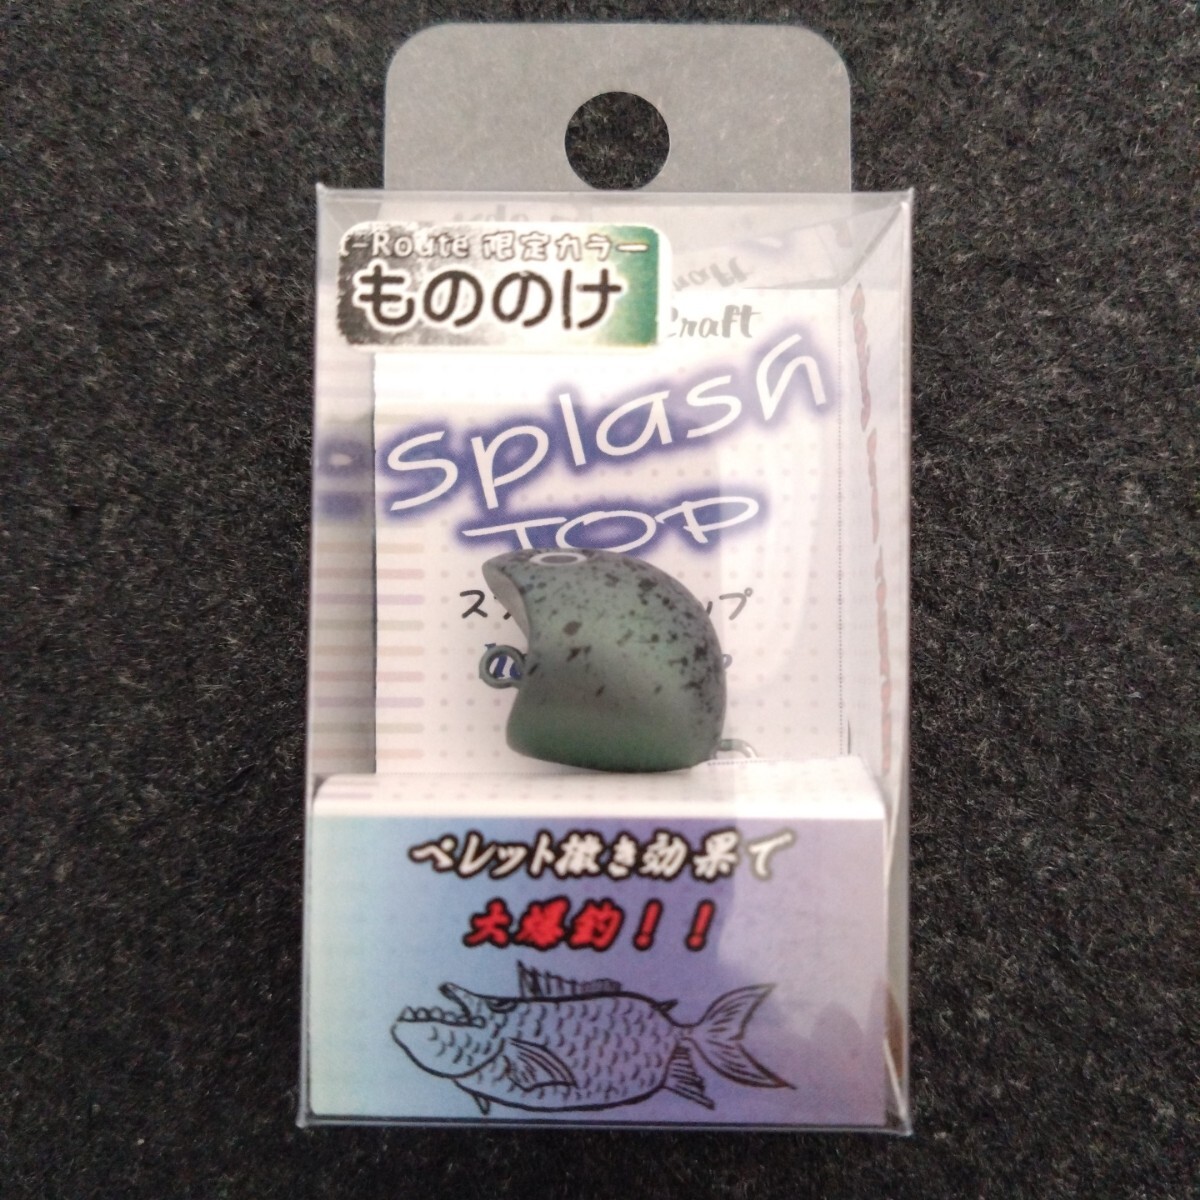 -Route 限定カラー
もののけ
Craft
Splash
TOP
ペレット撒き効果で
大爆釣！！